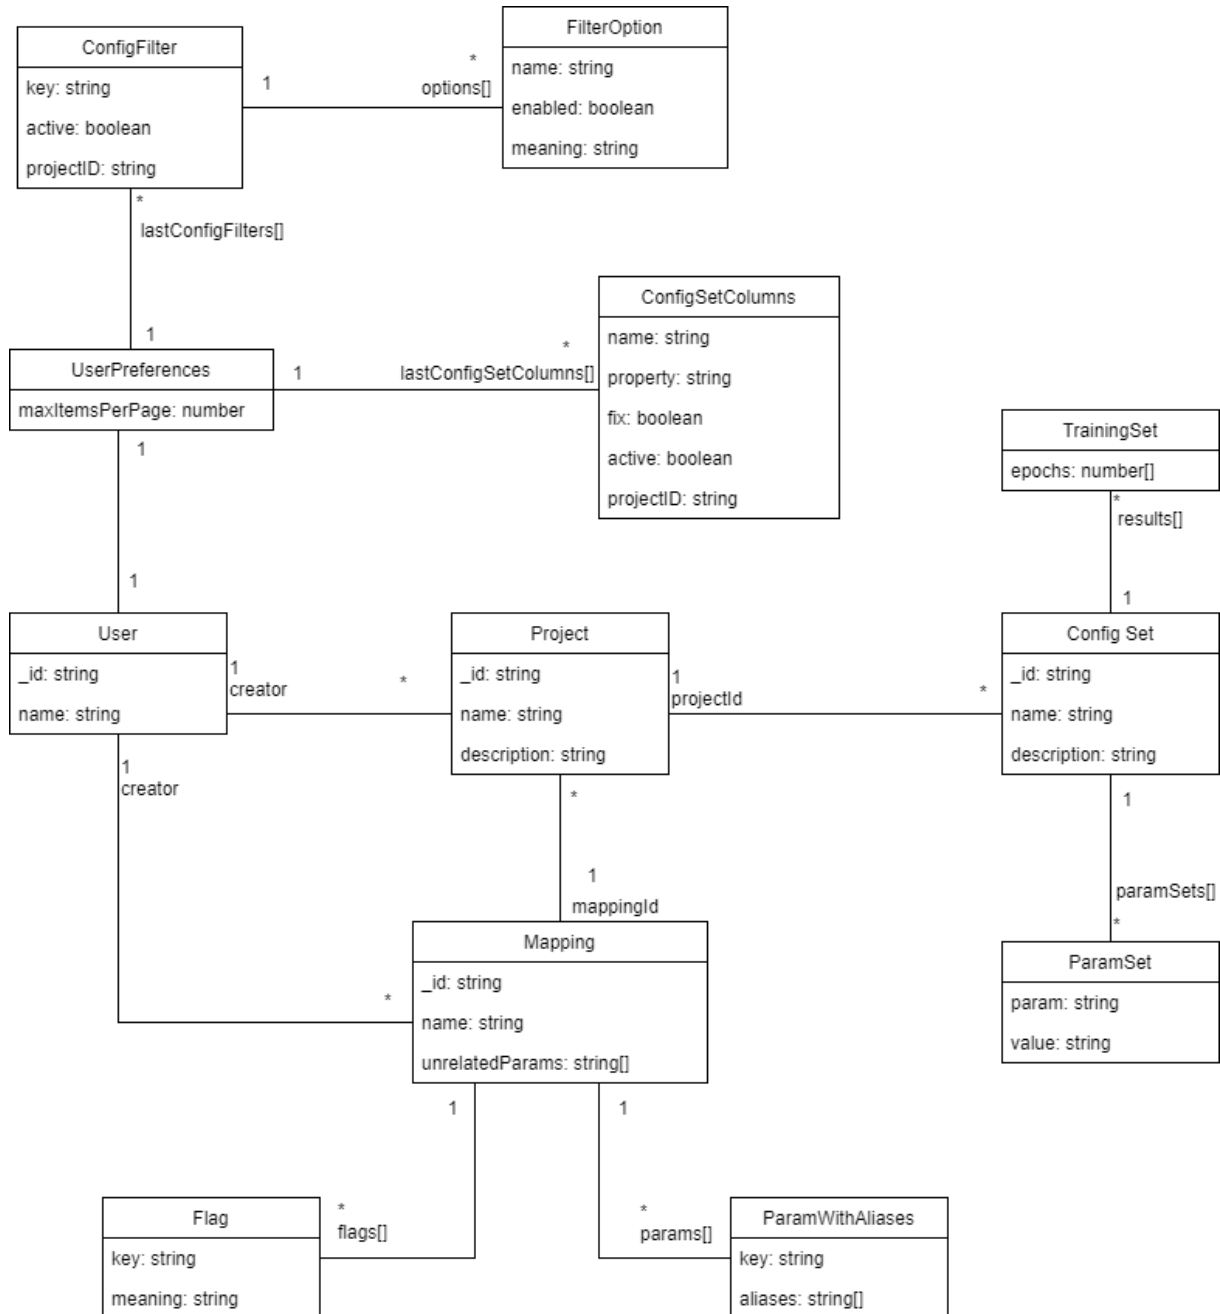 FilterOption
name: string
enabled: boolean
meaning: string
ConfigFilter
key: string
active: boolean
projectID: string
1
*
options[]
*
lastConfigFilters[]
1
ConfigSetColumns
name: string
property: string
fix: boolean
active: boolean
projectID: string
UserPreferences
maxItemsPerPage: number
1
*
lastConfigSetColumns[]
1
1
TrainingSet
epochs: number[]
*
results[]
1
User
_id: string
name: string
1
creator
*
Project
_id: string
name: string
description: string
1
projectId
*
Config Set
_id: string
name: string
description: string
1
creator
*
*
1
mappingId
1
paramSets[]
*
Mapping
_id: string
name: string
unrelatedParams: string[]
ParamSet
param: string
value: string
1
1
*
flags[]
*
params[]
Flag
key: string
meaning: string
ParamWithAliases
key: string
aliases: string[]